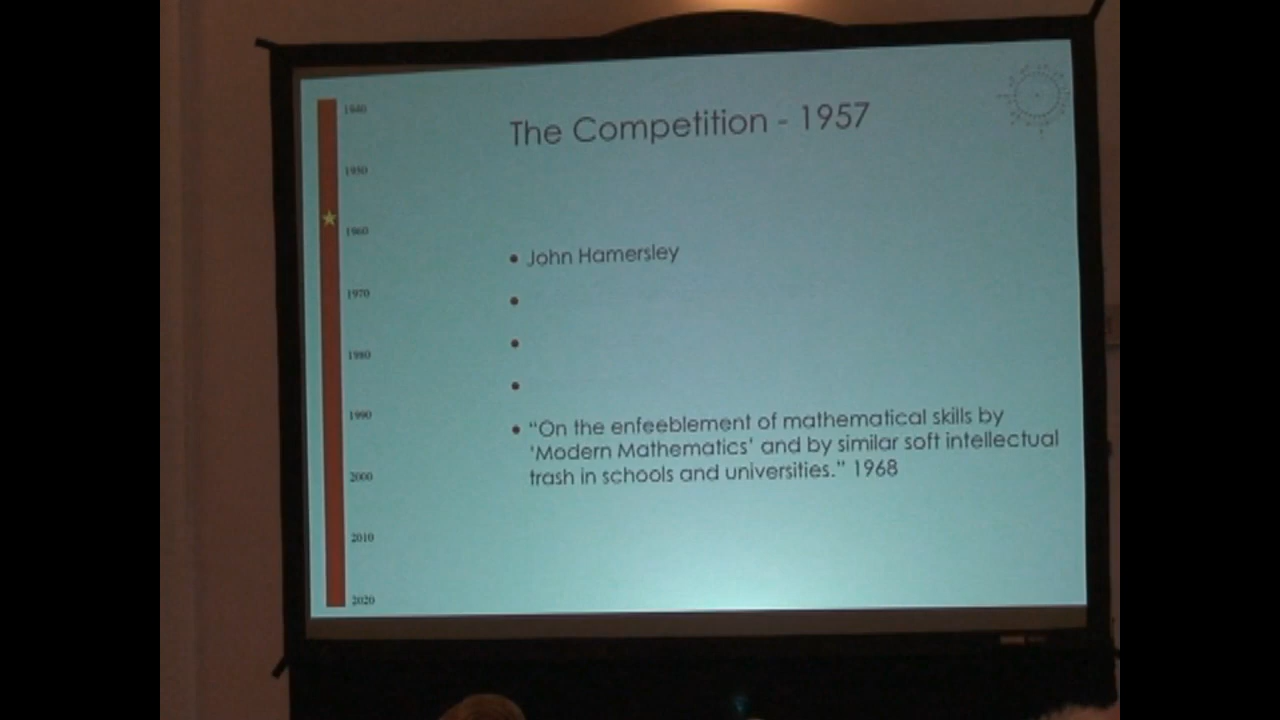 The Competition - 1957
1940
1950
1960
1970
1980
1990
2000
2010
2020
• John Hamersley
•
•
•
• “On the enfeeblement of mathematical skills by
‘Modern Mathematics’ and by similar soft intellectual
trash in schools and universities.” 1968